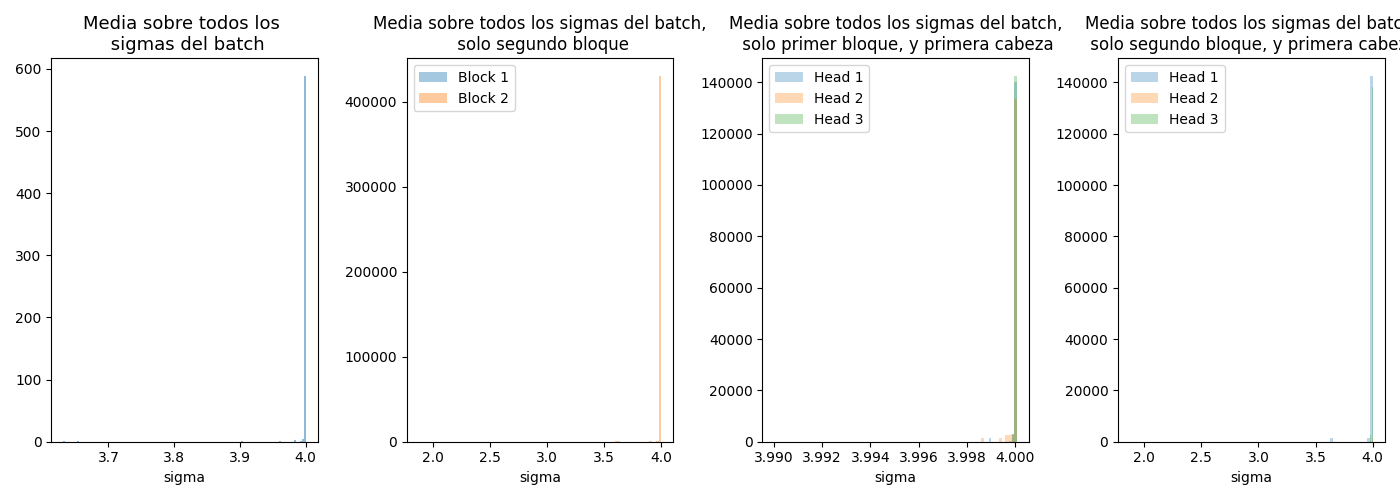 Media sobre todos los
sigmas del batch
600
500
400
300
200
100
0
3.7
3.8
3.9
4.0
sigma
Media sobre todos los sigmas del batch,
solo segundo bloque
Block 1
Block 2
400000
300000
200000
100000
0
2.0
2.5
3.0
3.5
4.0
sigma
Media sobre todos los sigmas del batch,
solo primer bloque, y primera cabeza
Head 1
Head 2
Head 3
140000
120000
100000
80000
60000
40000
20000
0
3.990
3.992
3.994
3.996
3.998
4.000
sigma
Media sobre todos los sigmas del batc
solo segundo bloque, y primera cabez
Head 1
Head 2
Head 3
140000
120000
100000
80000
60000
40000
20000
0
2.0
2.5
3.0
3.5
4.0
sigma